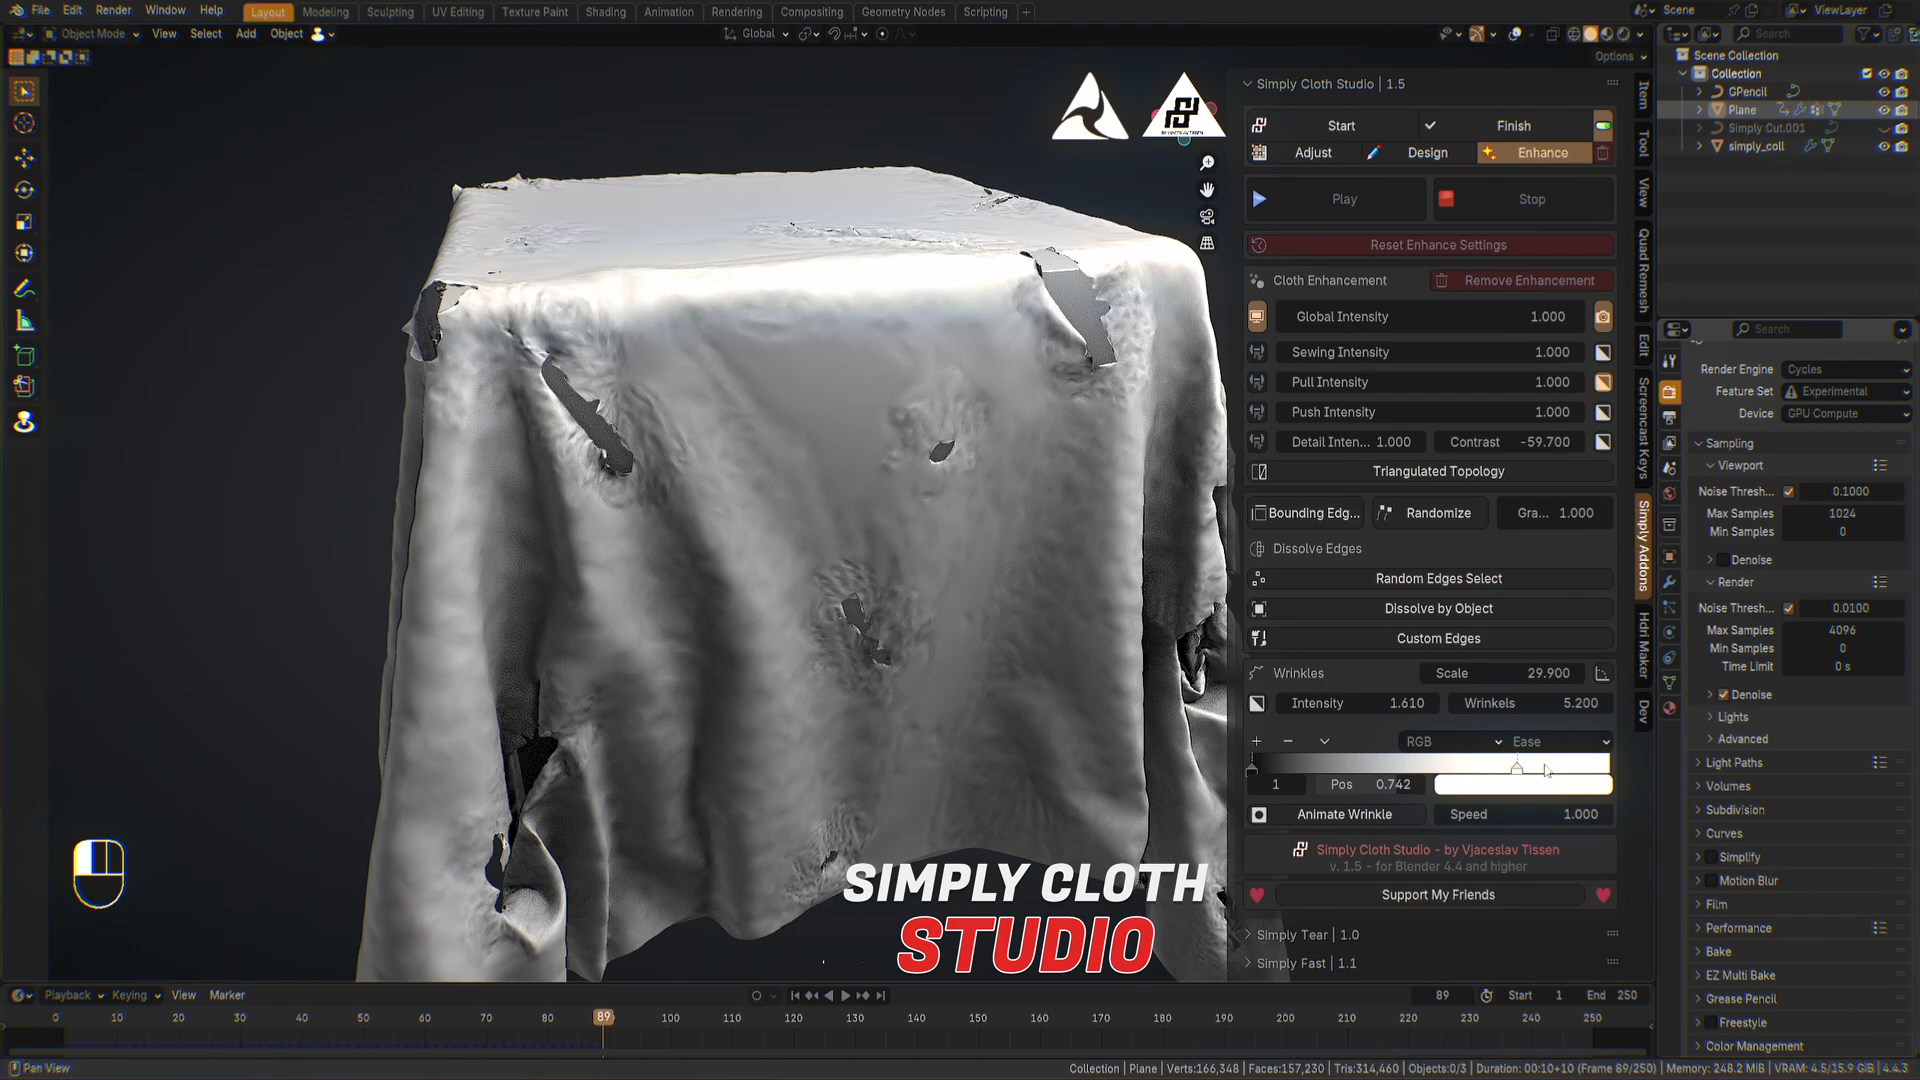 File Edit Render Window Help Layout Modeling Sculpting UV Editing Texture Paint Shading Animation Rendering Compositing Geometry Nodes Scripting + Scene ViewLayer
Object Mode View Select Add Object Global Search
Options
Scene Collection
Collection
GPencil
Plane
Simply Cut.001
simply_coll
Simply Cloth Studio | 1.5
Start Finish
Adjust Design Enhance
Play Stop
Reset Enhance Settings
Cloth Enhancement Remove Enhancement
Global Intensity 1.000
Sewing Intensity 1.000
Pull Intensity 1.000
Push Intensity 1.000
Detail Inten... 1.000 Contrast -59.700
Triangulated Topology
Bounding Edg... Randomize Gra... 1.000
Dissolve Edges
Random Edges Select
Dissolve by Object
Custom Edges
Wrinkles Scale 29.900
Intensity 1.610 Wrinkels 5.200
RGB Ease
1 Pos 0.742
Animate Wrinkle Speed 1.000
Simply Cloth Studio - by Vjaceslav Tissen
v. 1.5 - for Blender 4.4 and higher
Support My Friends
Simply Tear | 1.0
Simply Fast | 1.1
Item
Tool
View
Quad Remesh
Edit
Screencast Keys
Simply Addons
Hdri Maker
Dev
Search
Render Engine Cycles
Feature Set Experimental
Device GPU Compute
Sampling
Viewport
Noise Thresh... 0.1000
Max Samples 1024
Min Samples 0
Denoise
Render
Noise Thresh... 0.0100
Max Samples 4096
Min Samples 0
Time Limit 0 s
Denoise
Lights
Advanced
Light Paths
Volumes
Subdivision
Curves
Simplify
Motion Blur
Film
Performance
Bake
EZ Multi Bake
Grease Pencil
Freestyle
Color Management
SIMPLY CLOTH
STUDIO
Playback Keying View Marker 89 Start 1 End 250
0 10 20 30 40 50 60 70 80 89 100 110 120 130 140 150 160 170 180 190 200 210 220 230 240 250
Pan View Collection | Plane | Verts:166,348 | Faces:157,230 | Tris:314,460 | Objects:0/3 | Duration: 00:10+10 (Frame 89/250) | Memory: 248.2 MiB | VRAM: 4.5/15.9 GiB | 4.4.3